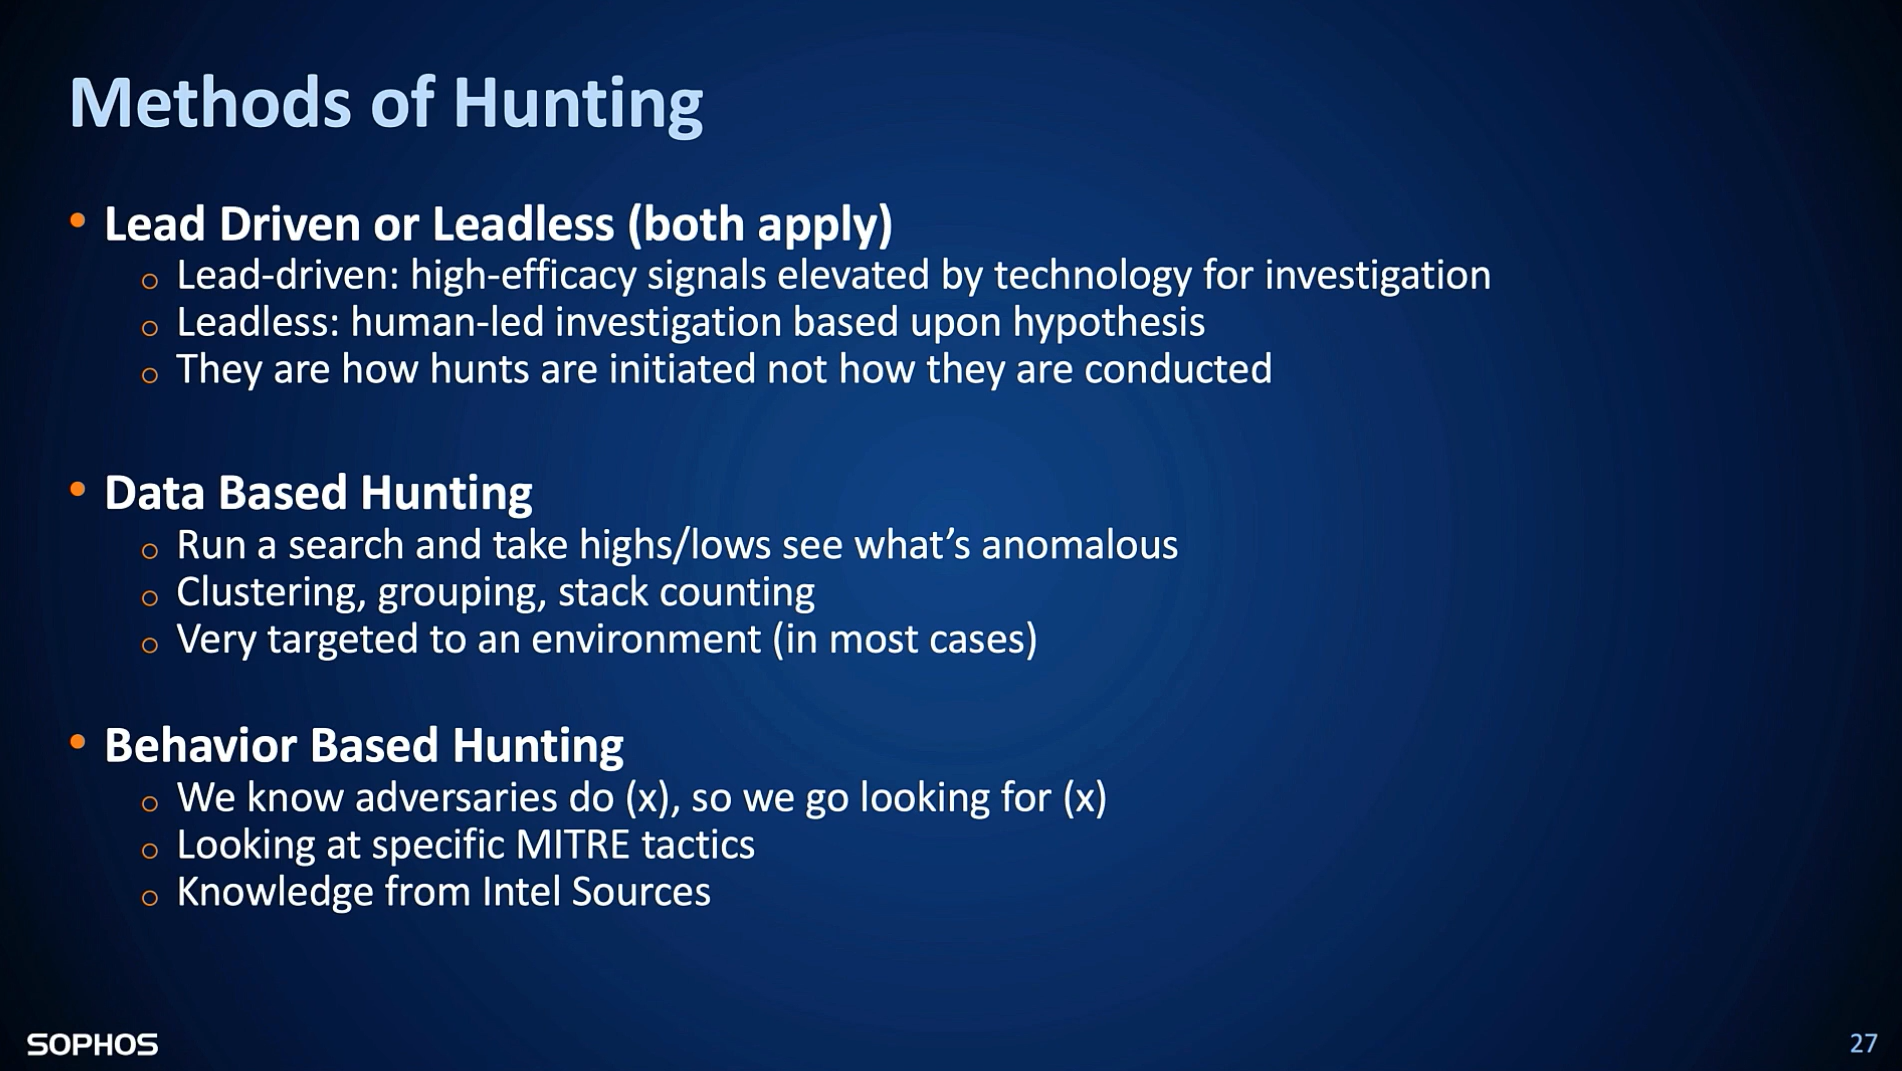 Methods of Hunting
• Lead Driven or Leadless (both apply)
o Lead-driven: high-efficacy signals elevated by technology for investigation
o Leadless: human-led investigation based upon hypothesis
o They are how hunts are initiated not how they are conducted
• Data Based Hunting
o Run a search and take highs/lows see what’s anomalous
o Clustering, grouping, stack counting
o Very targeted to an environment (in most cases)
• Behavior Based Hunting
o We know adversaries do (x), so we go looking for (x)
o Looking at specific MITRE tactics
o Knowledge from Intel Sources
SOPHOS
27